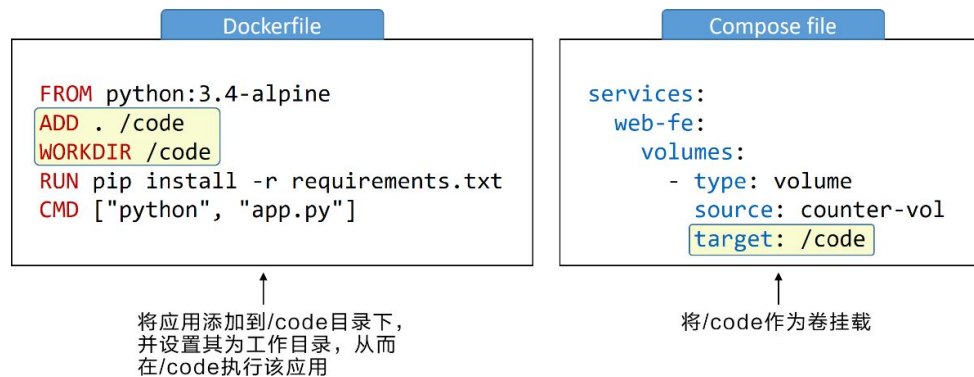 Dockerfile
FROM python:3.4-alpine
ADD . /code
WORKDIR /code
RUN pip install -r requirements.txt
CMD ["python", "app.py"]
将应用添加到/code目录下，
并设置其为工作目录，从而
在/code执行该应用
Compose file
services:
  web-fe:
    volumes:
      - type: volume
        source: counter-vol
        target: /code
将/code作为卷挂载